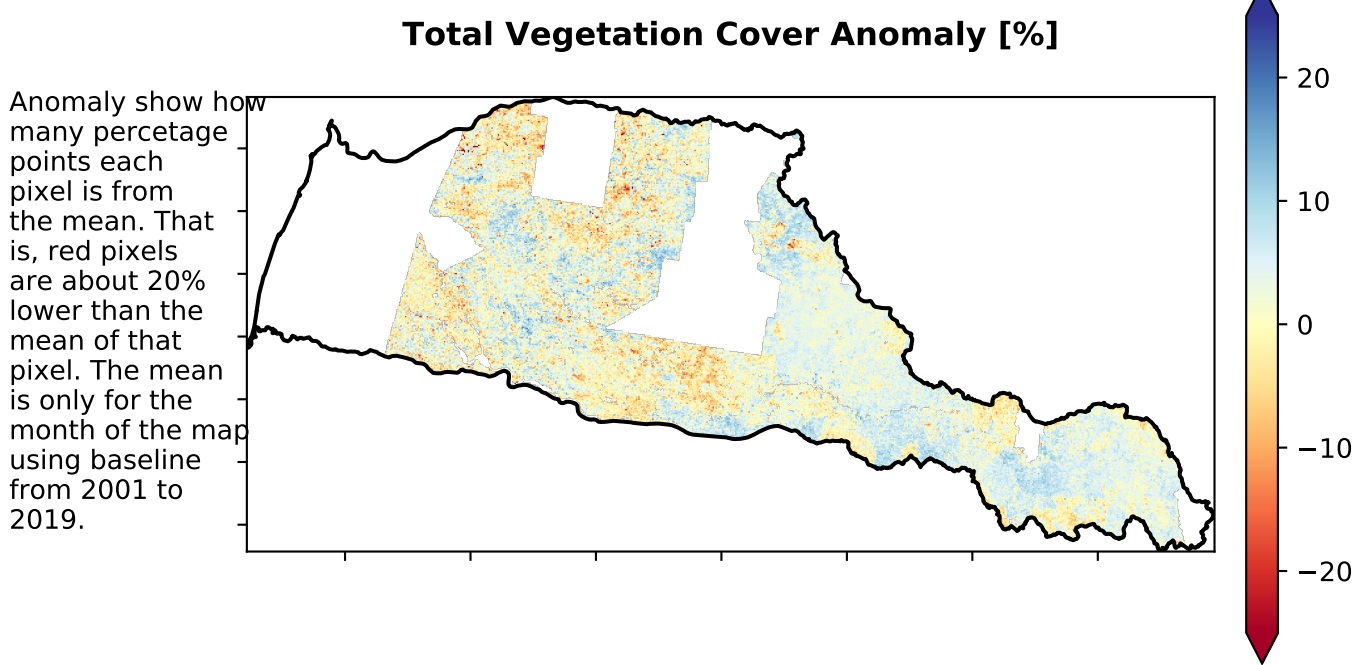 Total Vegetation Cover Anomaly [%]
Anomaly show how
many percetage
points each
pixel is from
the mean. That
is, red pixels
are about 20%
lower than the
mean of that
pixel. The mean
is only for the
month of the map
using baseline
from 2001 to
2019.
20
10
0
−10
−20